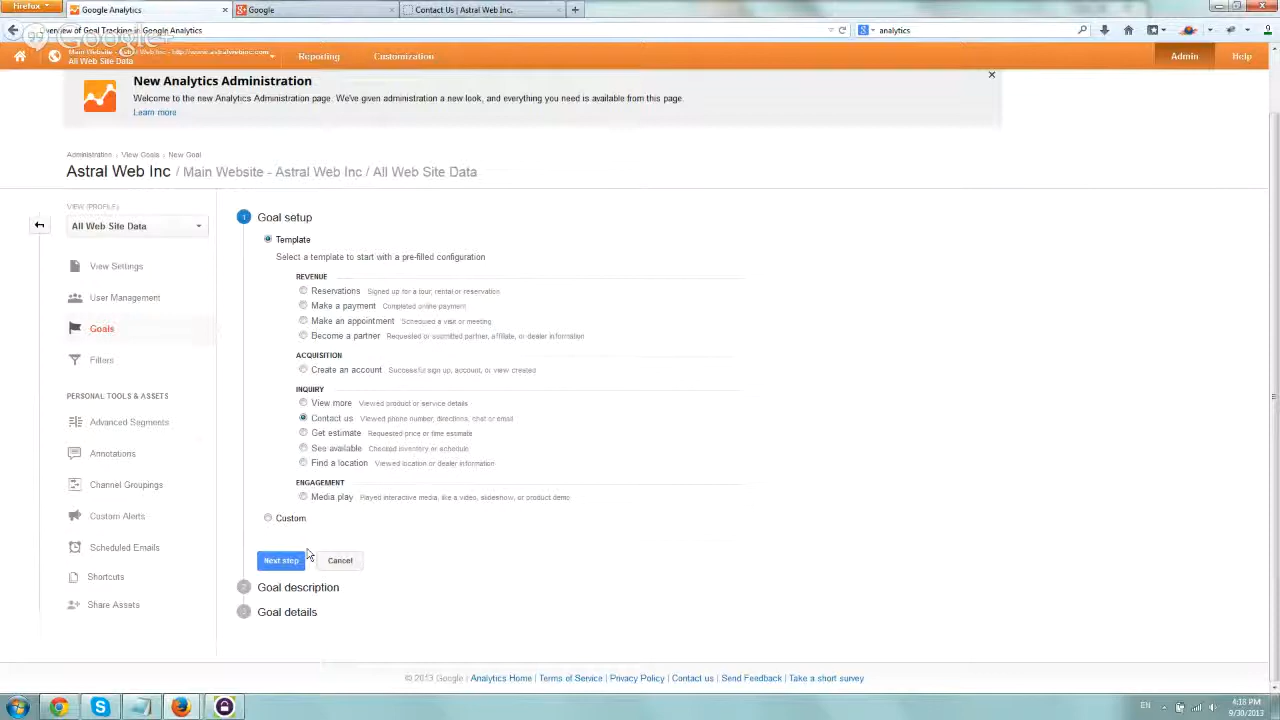 Firefox
Google Analytics
Google
Contact Us | Astral Web Inc.
Overview of Goal Tracking in Google Analytics
analytics
Main Website - Astral Web Inc - http://www.astralwebinc.com
All Web Site Data
Reporting
Customization
Admin
Help
New Analytics Administration
Welcome to the new Analytics Administration page. We've given administration a new look, and everything you need is available from this page.
Learn more
Administration | View Goals | New Goal
Astral Web Inc / Main Website - Astral Web Inc / All Web Site Data
VIEW (PROFILE)
All Web Site Data
View Settings
User Management
Goals
Filters
PERSONAL TOOLS & ASSETS
Advanced Segments
Annotations
Channel Groupings
Custom Alerts
Scheduled Emails
Shortcuts
Share Assets
1 Goal setup
Template
Select a template to start with a pre-filled configuration
REVENUE
Reservations Signed up for a tour, rental or reservation
Make a payment Completed online payment
Make an appointment Scheduled a visit or meeting
Become a partner Requested or submitted partner, affiliate, or dealer information
ACQUISITION
Create an account Successful sign up, account, or view created
INQUIRY
View more Viewed product or service details
Contact us Viewed phone number, directions, chat or email
Get estimate Requested price or time estimate
See available Checked inventory or schedule
Find a location Viewed location or dealer information
ENGAGEMENT
Media play Played interactive media, like a video, slideshow, or product demo
Custom
Next step Cancel
2 Goal description
3 Goal details
© 2013 Google | Analytics Home | Terms of Service | Privacy Policy | Contact us | Send Feedback | Take a short survey
EN
4:18 PM
9/30/2013